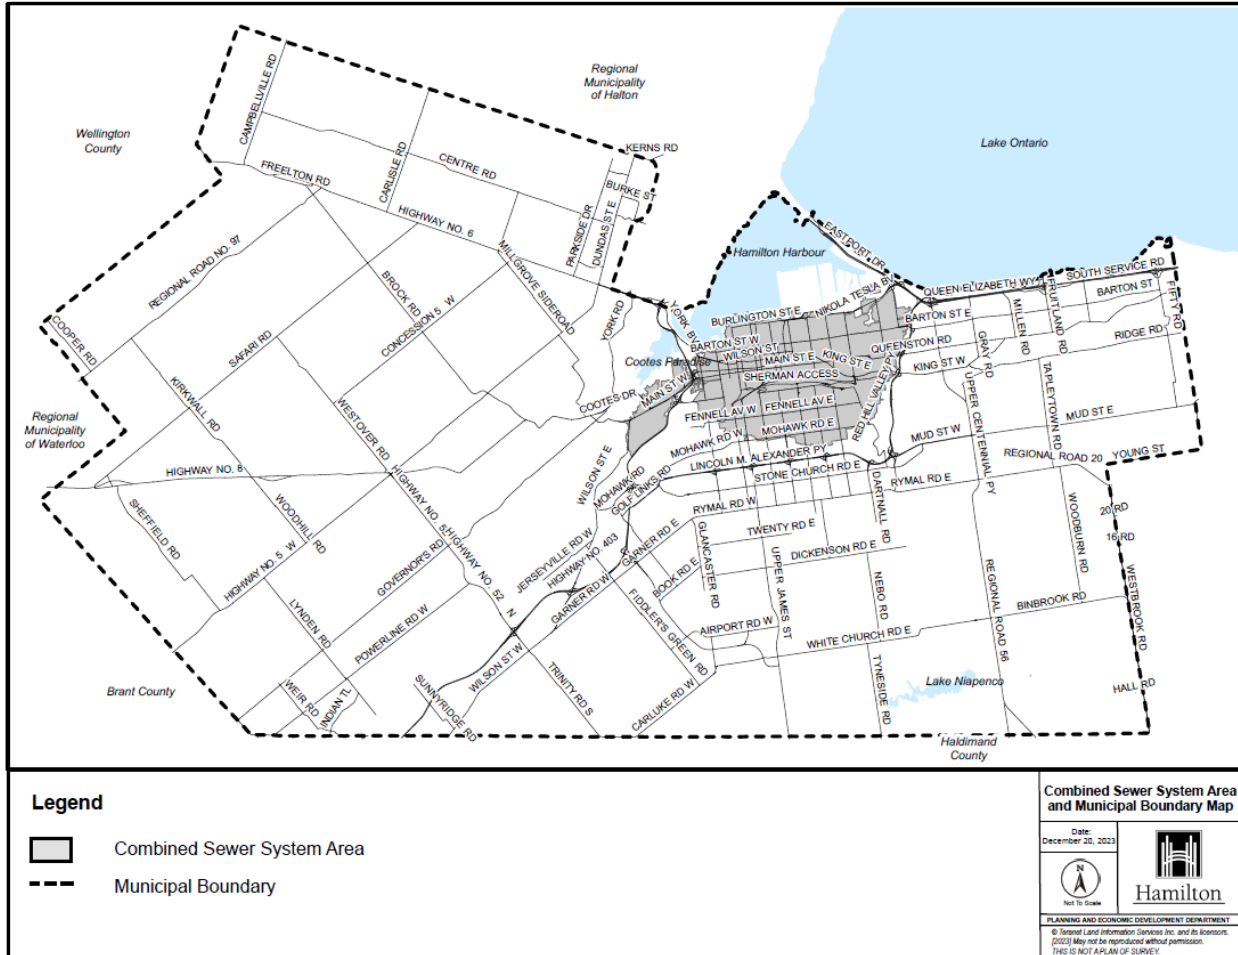 Regional
Municipality
of Halton
Wellington
County
Lake Ontario
CAMPBELLVILLE RD
CARLISLE RD
CENTRE RD
FREELTON RD
HIGHWAY NO. 6
KERNS RD
BURKE ST
PARKSIDE DR
DUNDAS ST E
MILLGROVE SIDEROAD
REGIONAL ROAD NO. 97
BROCK RD
CONCESSION 5 W
SAFARI RD
COOPER RD
KIRKWALL RD
WESTOVER RD
YORK RD
YORK BV
Hamilton Harbour
EASTPORT DR
NIKOLA TESLA BV
BURLINGTON ST E
QUEEN ELIZABETH WY
SOUTH SERVICE RD
BARTON ST
FIFTY RD
FRUITLAND RD
MILLEN RD
GRAY RD
RIDGE RD
BARTON ST E
BARTON ST W
WILSON ST
MAIN ST E
KING ST E
QUEENSTON RD
KING ST W
SHERMAN ACCESS
Cootes Paradise
COOTES DR
MAIN ST W
FENNELL AV W
FENNELL AV E
RED HILL VALLEY PY
MOHAWK RD W
MOHAWK RD E
UPPER CENTENNIAL PY
TAPLEYTOWN RD
MUD ST W
MUD ST E
Regional
Municipality
of Waterloo
HIGHWAY NO. 8
WILSON ST E
MOHAWK RD
GOLF LINKS RD
LINCOLN M. ALEXANDER PY
STONE CHURCH RD E
REGIONAL ROAD 20
YOUNG ST
SHEFFIELD RD
WOODHILL RD
HIGHWAY NO. 5 W
HIGHWAY NO. 5
HIGHWAY NO. 52 N
GOVERNOR'S RD
JERSEYVILLE RD W
HIGHWAY NO. 403
GARNER RD E
GARNER RD W
RYMAL RD W
RYMAL RD E
DARTNALL RD
TWENTY RD E
DICKENSON RD E
GLANCASTER RD
UPPER JAMES ST
BOOK RD E
NEBO RD
REGIONAL ROAD 56
WOODBURN RD
20 RD
16 RD
WESTBROOK RD
BINBROOK RD
LYNDEN RD
POWERLINE RD W
FIDDLER'S GREEN RD
AIRPORT RD W
WHITE CHURCH RD E
Brant County
WEIR RD
INDIAN TL
SUNNYRIDGE RD
WILSON ST W
TRINITY RD S
CARLUKE RD W
TYNESIDE RD
Lake Niapenco
HALL RD
Haldimand
County
Legend
Combined Sewer System Area
Municipal Boundary
Combined Sewer System Area
and Municipal Boundary Map
Date:
December 20, 2023
N
Not To Scale
Hamilton
PLANNING AND ECONOMIC DEVELOPMENT DEPARTMENT
© Teranet Land Information Services Inc. and its licensors.
[2023] May not be reproduced without permission.
THIS IS NOT A PLAN OF SURVEY.